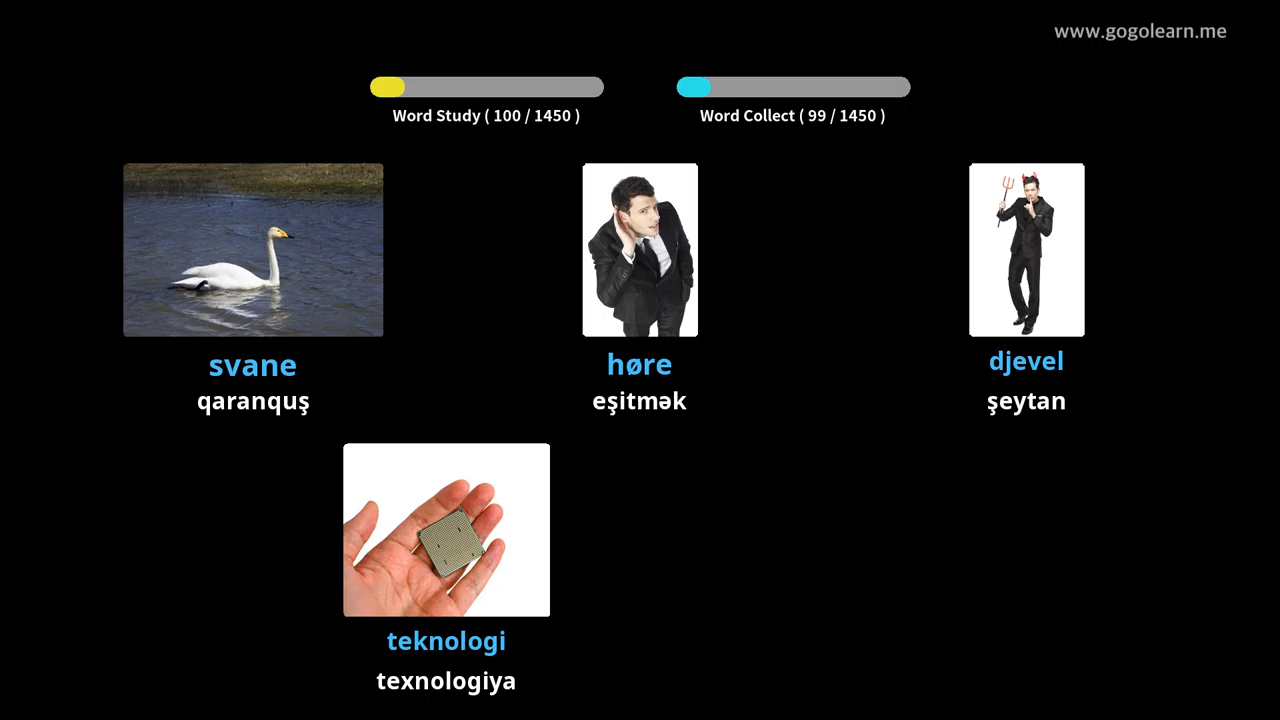 www.gogolearn.me
Word Study ( 100 / 1450 )
Word Collect ( 99 / 1450 )
svane
høre
djevel
qaranquş
eşitmək
şeytan
teknologi
texnologiya